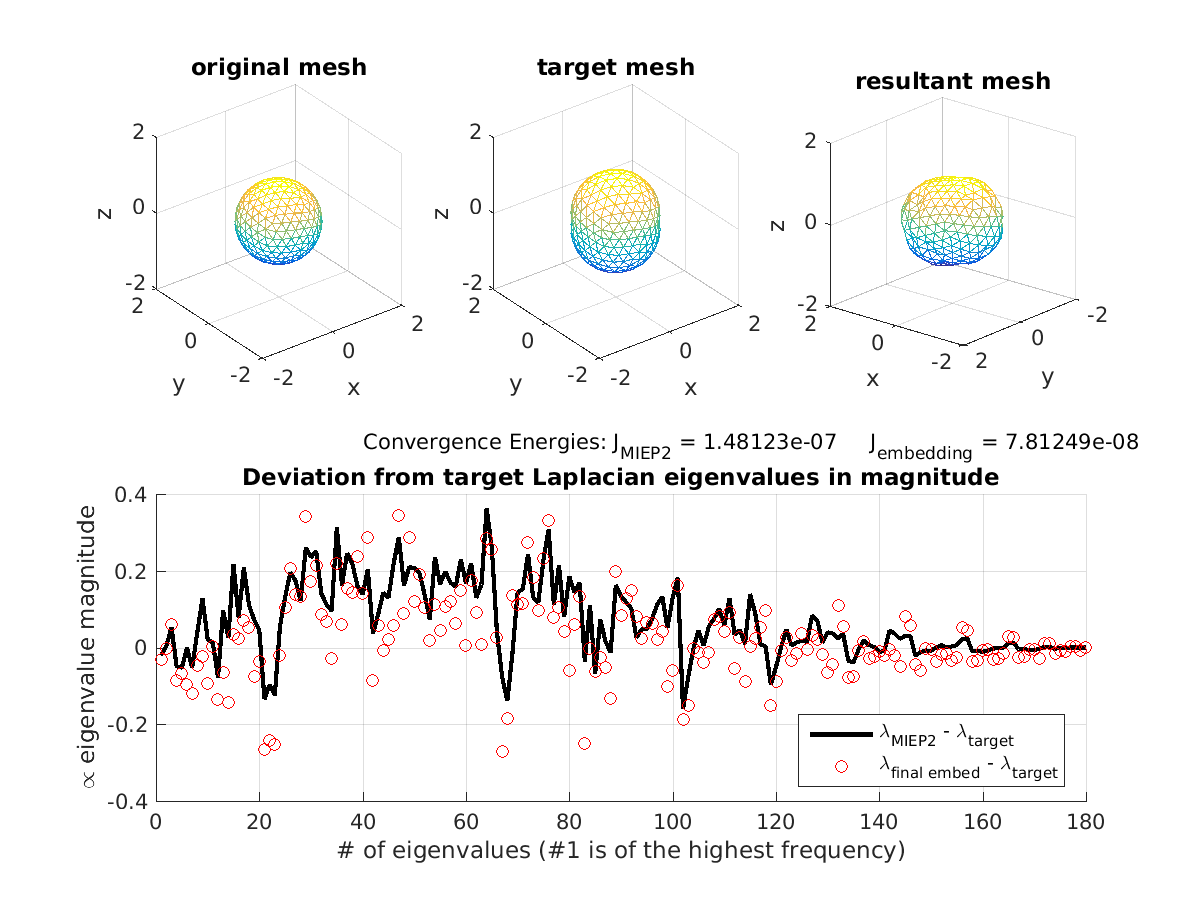 original mesh
target mesh
resultant mesh
2
0
-2
z
2
0
-2
y
-2
0
2
x
2
0
-2
z
2
0
-2
y
-2
0
2
x
2
0
-2
z
2
0
-2
x
2
0
-2
y
Convergence Energies: J_MIEP2 = 1.48123e-07 J_embedding = 7.81249e-08
Deviation from target Laplacian eigenvalues in magnitude
0.4
0.2
0
-0.2
-0.4
∝ eigenvalue magnitude
λ_MIEP2 - λ_target
λ_final embed - λ_target
0 20 40 60 80 100 120 140 160 180
# of eigenvalues (#1 is of the highest frequency)